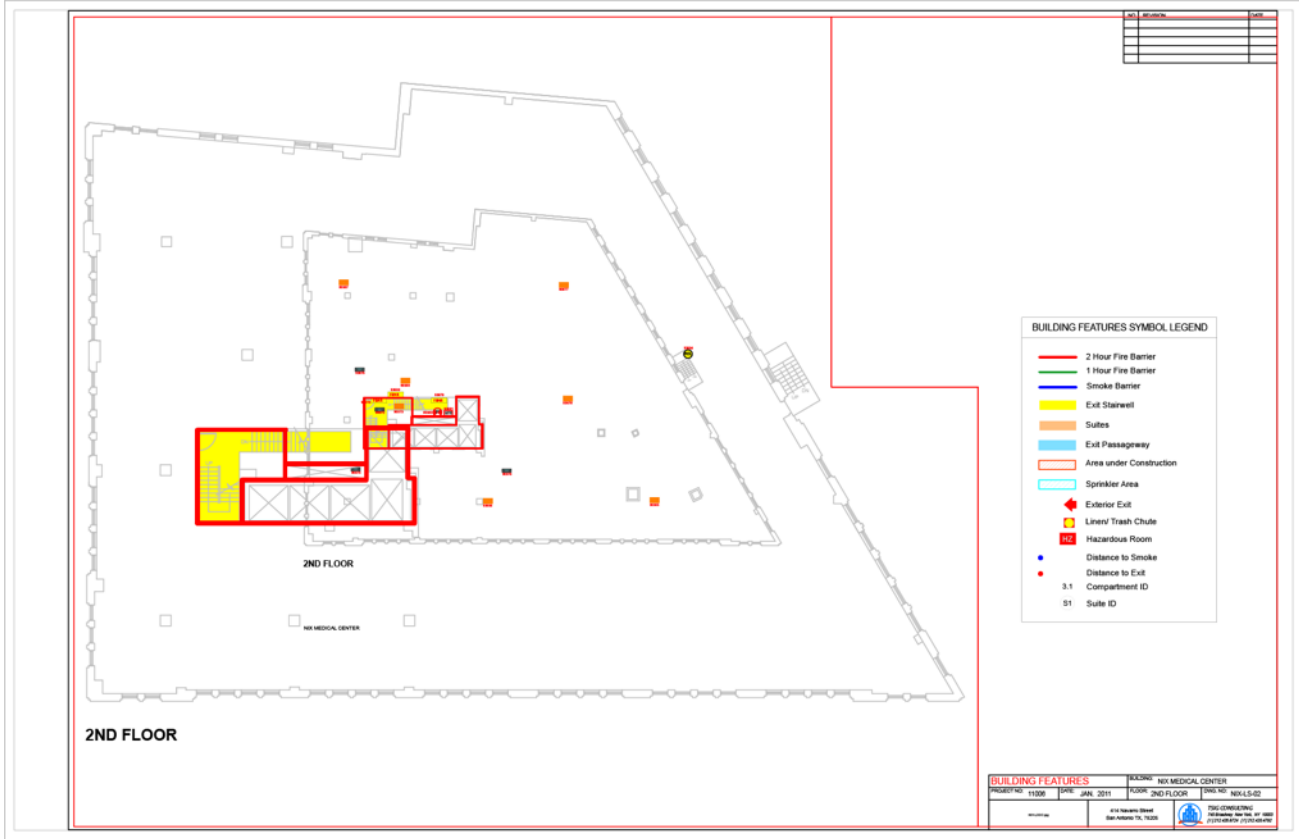 NO. REVISION DATE
BUILDING FEATURES SYMBOL LEGEND
2 Hour Fire Barrier
1 Hour Fire Barrier
Smoke Barrier
Exit Stairwell
Suites
Exit Passageway
Area under Construction
Sprinkler Area
Exterior Exit
Linen/ Trash Chute
HZ Hazardous Room
Distance to Smoke
Distance to Exit
3.1 Compartment ID
S1 Suite ID
2ND FLOOR
NIX MEDICAL CENTER
2ND FLOOR
BUILDING FEATURES
BUILDING: NIX MEDICAL CENTER
PROJECT NO: 11006 DATE: JAN. 2011 FLOOR: 2ND FLOOR DWG. NO: NIX-LS-02
414 Navarro Street
San Antonio TX, 78205
TSIG CONSULTING